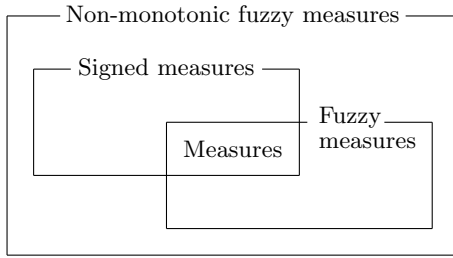 Non-monotonic fuzzy measures
Signed measures
Fuzzy
measures
Measures